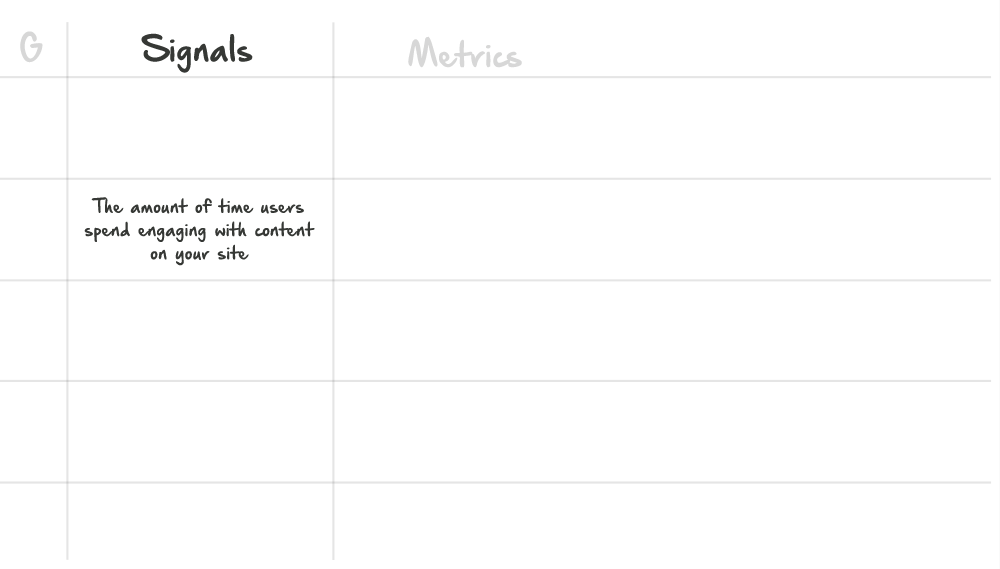 G Signals Metrics
The amount of time users
spend engaging with content
on your site